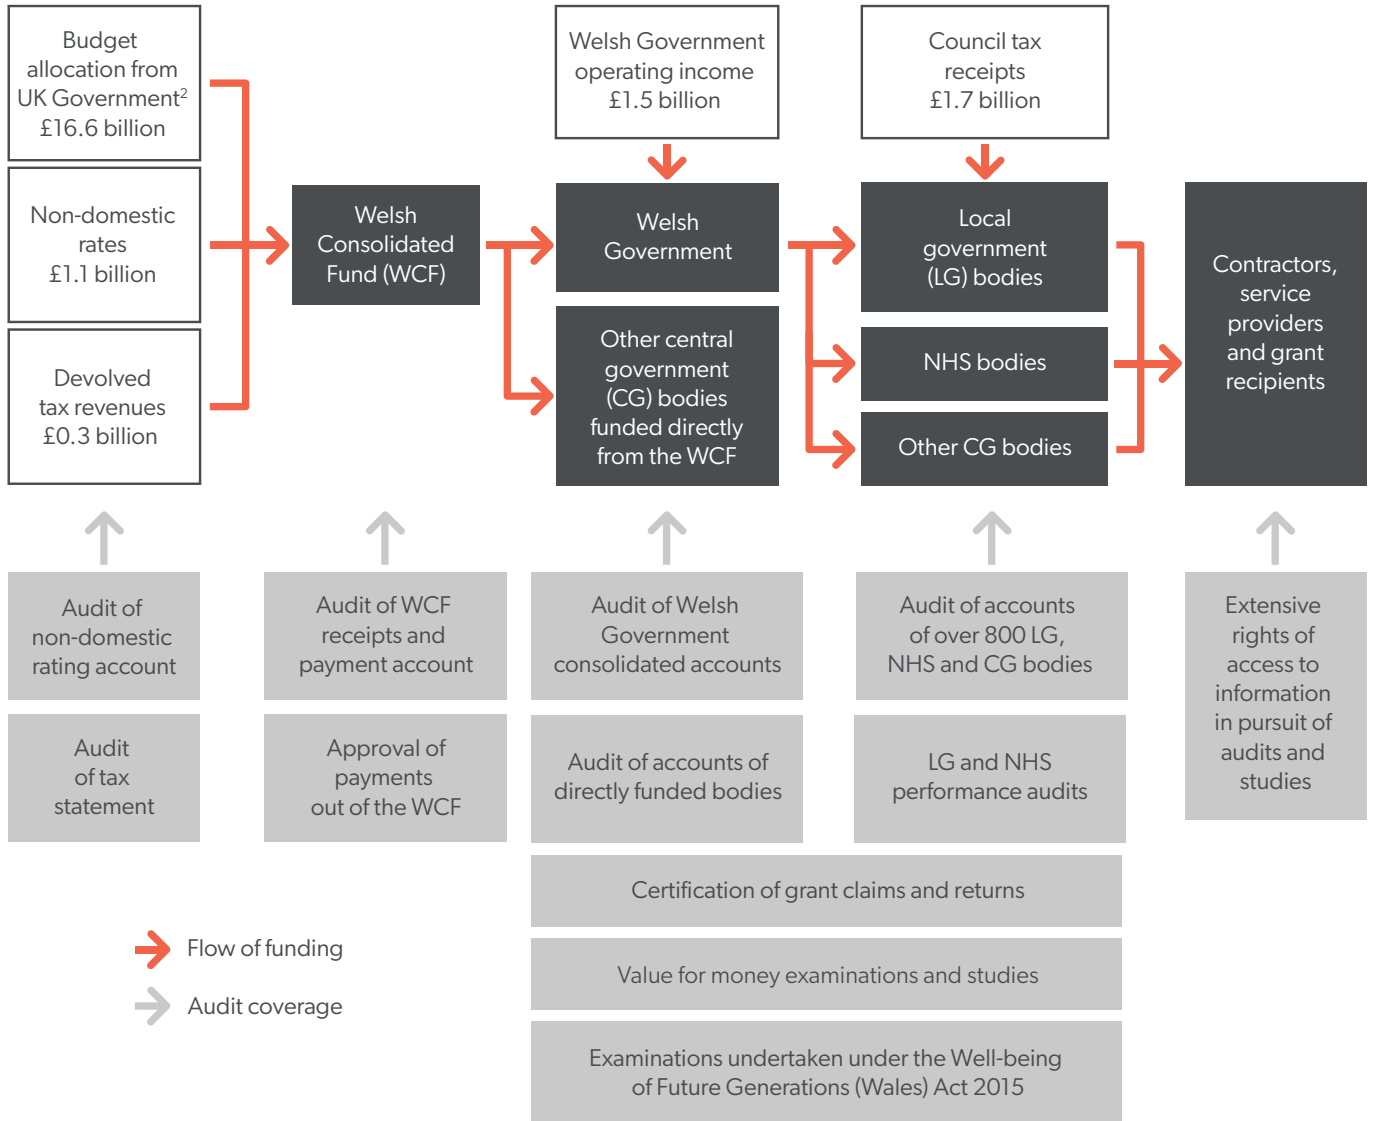 Budget
allocation from
UK Government2
£16.6 billion
Non-domestic
rates
£1.1 billion
Devolved
tax revenues
£0.3 billion
Welsh
Consolidated
Fund (WCF)
Welsh Government
operating income
£1.5 billion
Welsh
Government
Other central
government
(CG) bodies
funded directly
from the WCF
Council tax
receipts
£1.7 billion
Local
government
(LG) bodies
NHS bodies
Other CG bodies
Contractors,
service
providers
and grant
recipients
Audit of
non-domestic
rating account
Audit
of tax
statement
Audit of WCF
receipts and
payment account
Approval of
payments
out of the WCF
Audit of Welsh
Government
consolidated accounts
Audit of accounts of
directly funded bodies
Audit of accounts
of over 800 LG,
NHS and CG bodies
LG and NHS
performance audits
Extensive
rights of
access to
information
in pursuit of
audits and
studies
Certification of grant claims and returns
Value for money examinations and studies
Examinations undertaken under the Well-being
of Future Generations (Wales) Act 2015
Flow of funding
Audit coverage